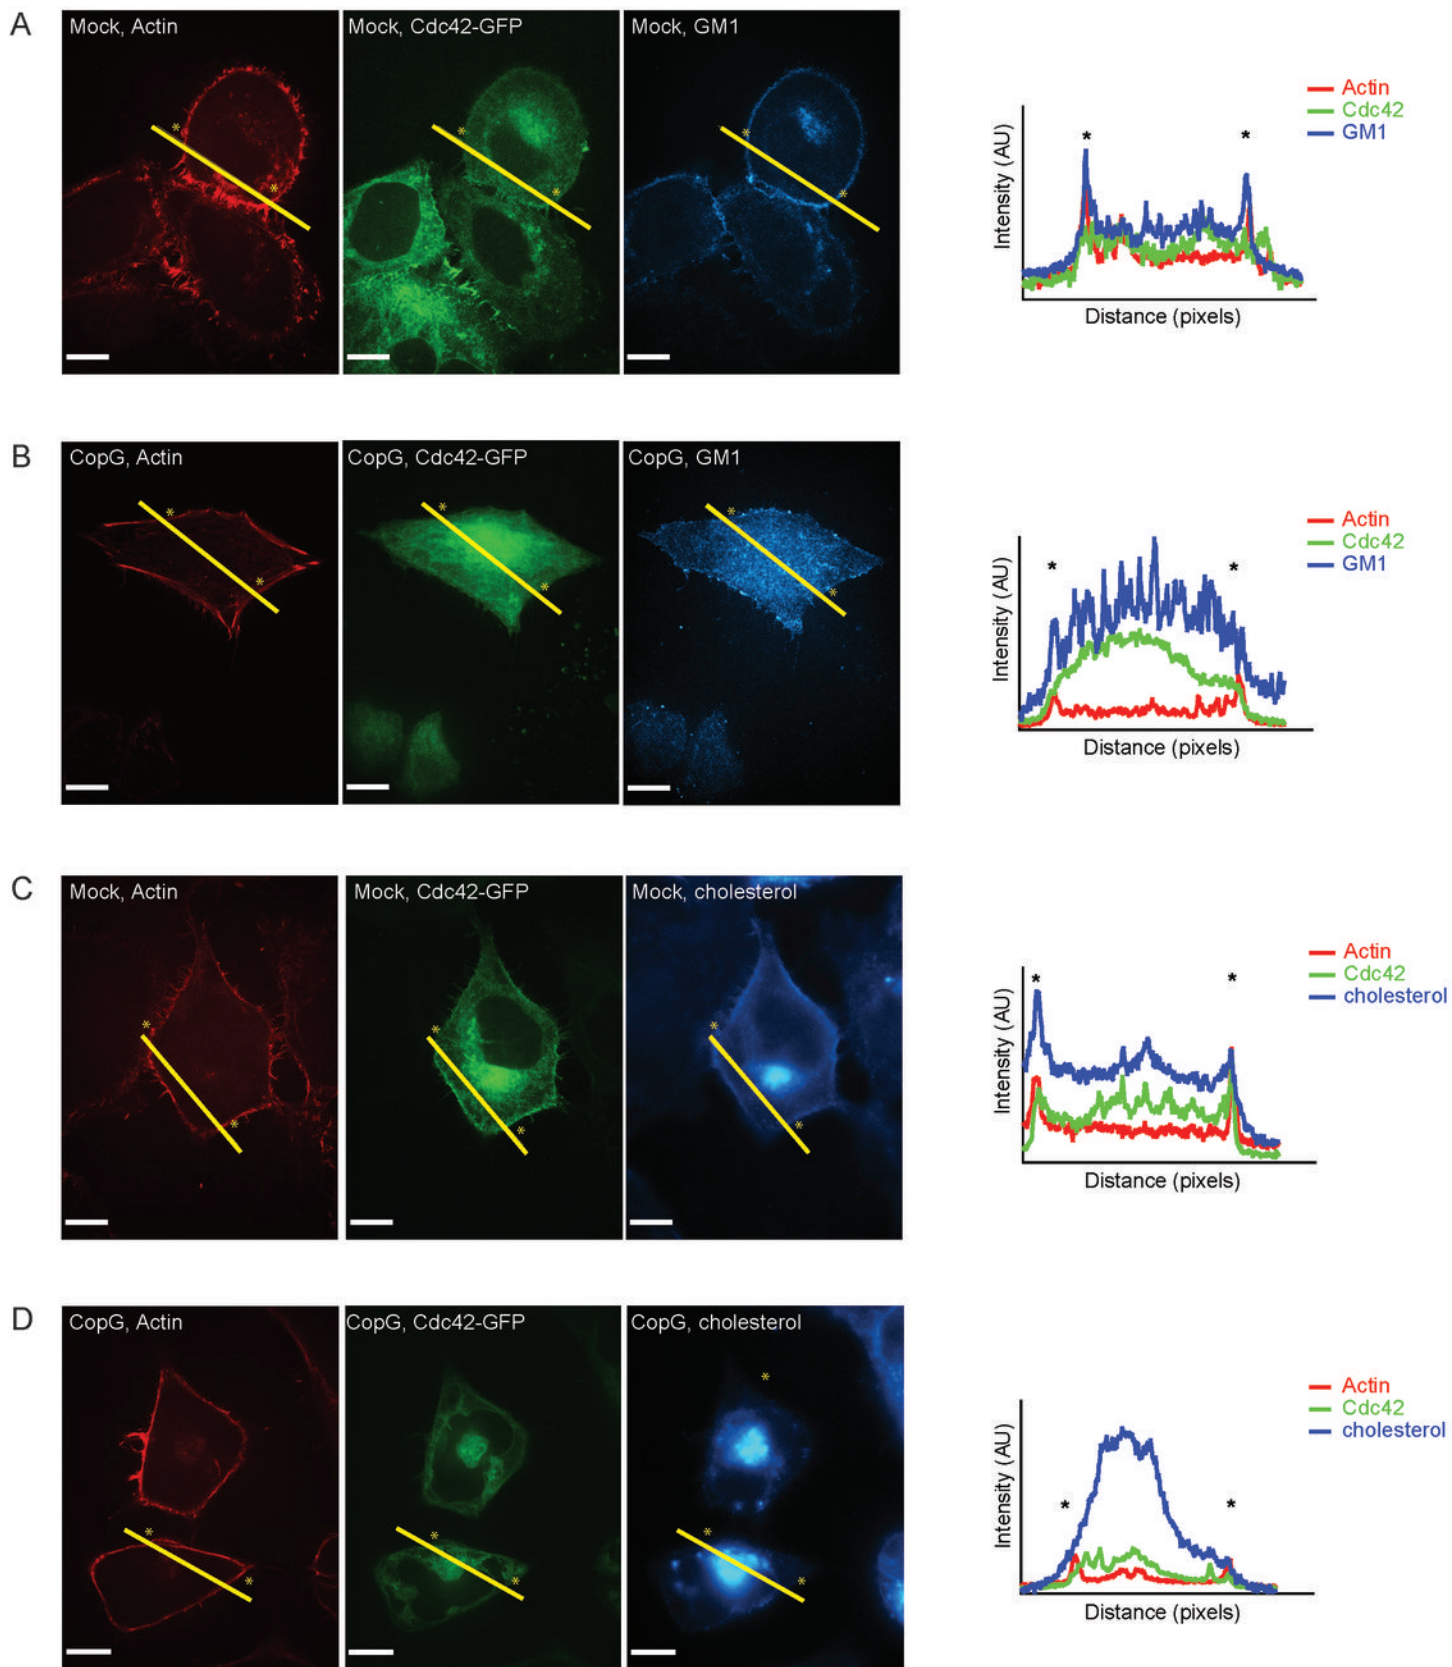 A
Mock, Actin
Mock, Cdc42-GFP
Mock, GM1
Actin
Cdc42
GM1
* *
Intensity (AU)
Distance (pixels)
* *
* *
* *
B
CopG, Actin
CopG, Cdc42-GFP
CopG, GM1
Actin
Cdc42
GM1
* *
Intensity (AU)
Distance (pixels)
* *
* *
* *
C
Mock, Actin
Mock, Cdc42-GFP
Mock, cholesterol
Actin
Cdc42
cholesterol
* *
Intensity (AU)
Distance (pixels)
* *
* *
* *
D
CopG, Actin
CopG, Cdc42-GFP
CopG, cholesterol
*
Actin
Cdc42
cholesterol
* *
Intensity (AU)
Distance (pixels)
* *
* *
* *